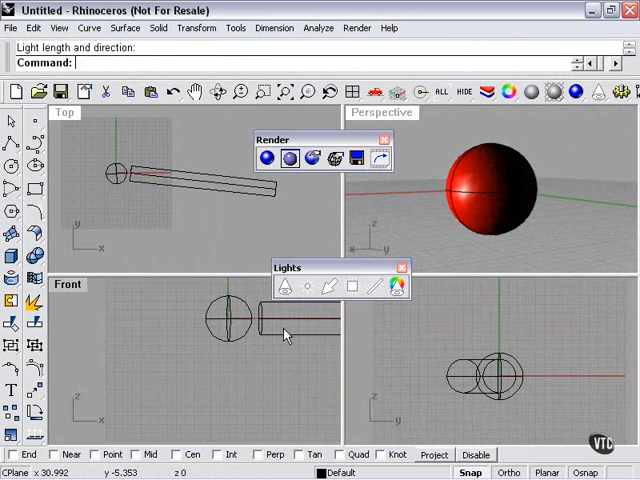 Untitled - Rhinoceros (Not For Resale)
File Edit View Curve Surface Solid Transform Tools Dimension Analyze Render Help
Light length and direction:
Command:
ALL HIDE
Top
Perspective
Render
y
x
z
x
y
Lights
Front
z
x
z
y
T
VTC
End Near Point Mid Cen Int Perp Tan Quad Knot Project Disable
CPlane x 30.992 y -5.353 z 0 Default Snap Ortho Planar Osnap